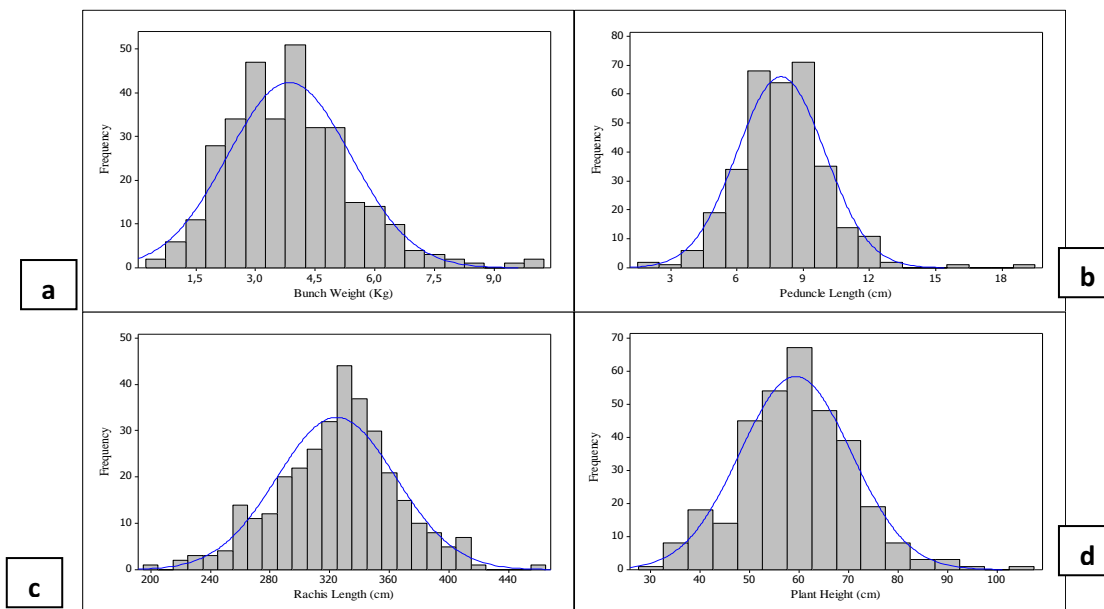 50
40
30
20
10
0
Frequency
1,5 3,0 4,5 6,0 7,5 9,0
Bunch Weight (Kg)
a
80
70
60
50
40
30
20
10
0
Frequency
3 6 9 12 15 18
Peduncle Length (cm)
b
50
40
30
20
10
0
Frequency
200 240 280 320 360 400 440
Rachis Length (cm)
c
70
60
50
40
30
20
10
0
Frequency
30 40 50 60 70 80 90 100
Plant Height (cm)
d